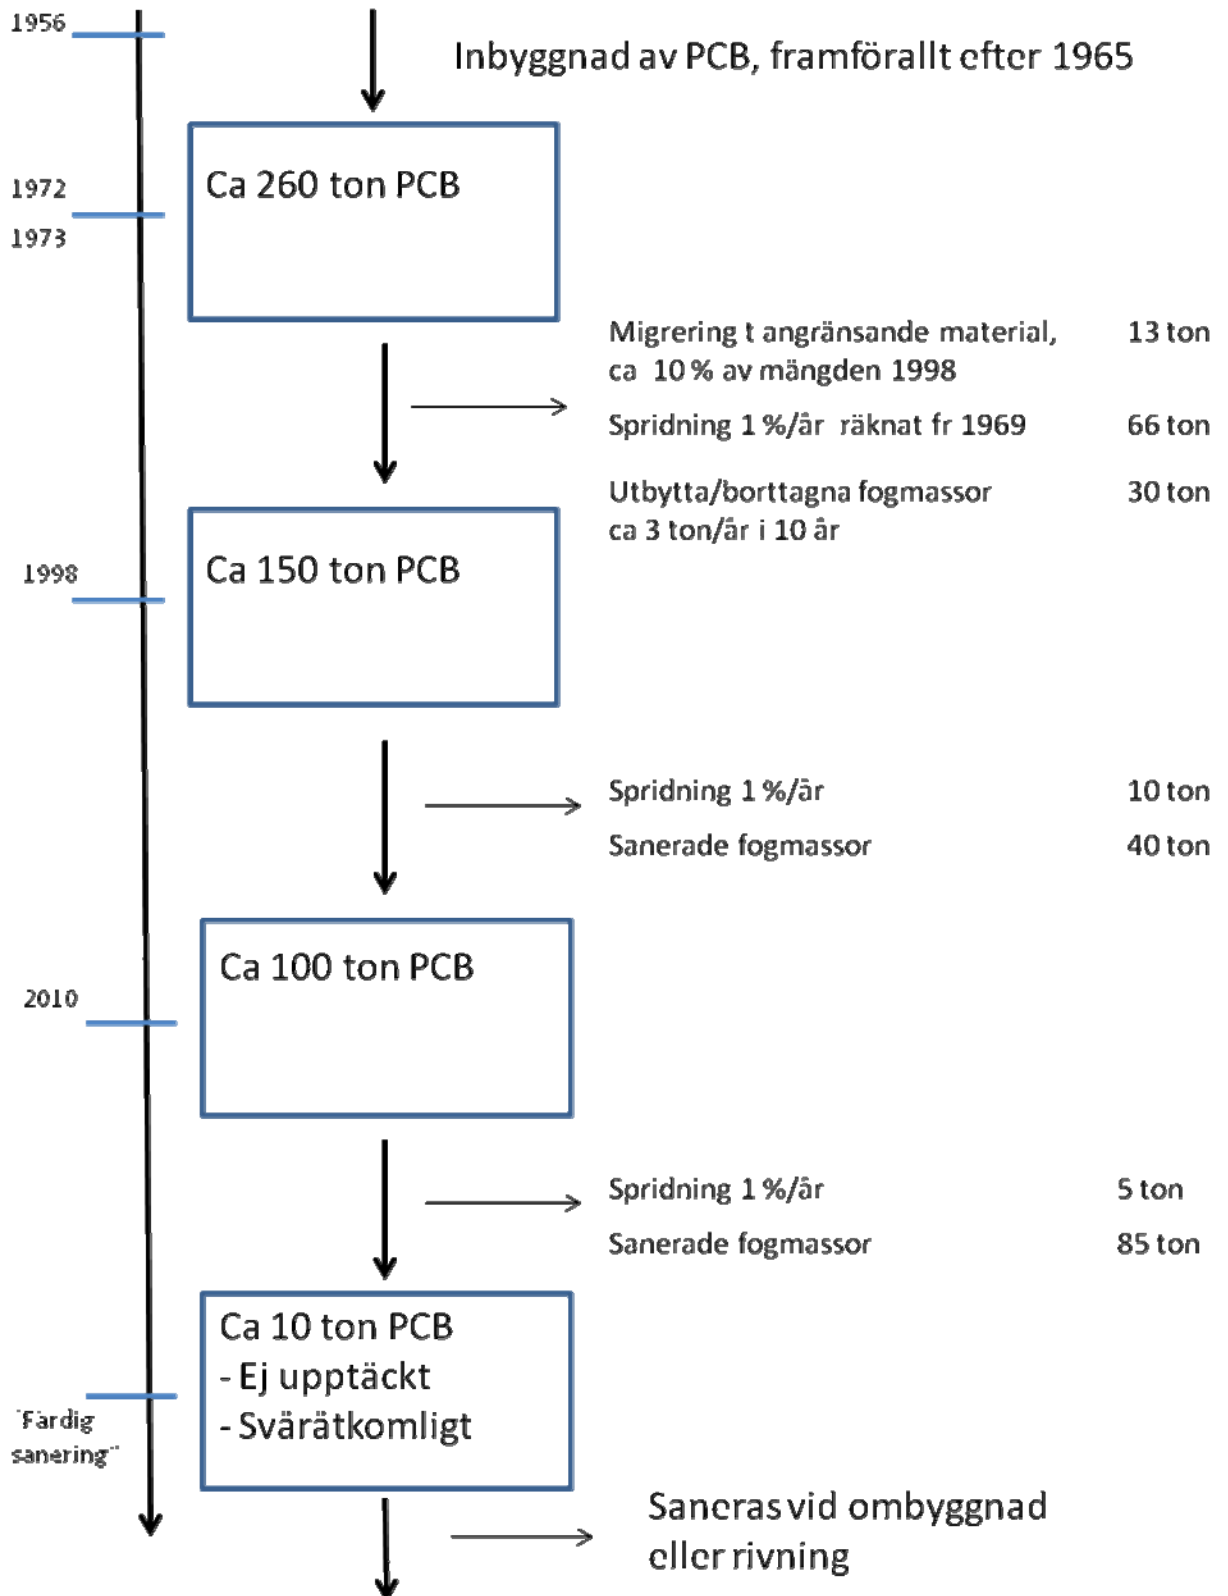 1956
Inbyggnad av PCB, framförallt efter 1965
Ca 260 ton PCB
1972
1973
Migrering t angränsande material, 13 ton
ca 10 % av mängden 1998
Spridning 1 %/år räknat fr 1969 66 ton
Utbytta/borttagna fogmassor 30 ton
ca 3 ton/år i 10 år
1998
Ca 150 ton PCB
Spridning 1 %/år 10 ton
Sanerade fogmassor 40 ton
Ca 100 ton PCB
2010
Spridning 1 %/år 5 ton
Sanerade fogmassor 85 ton
Ca 10 ton PCB
- Ej upptäckt
- Svåråtkomligt
"Färdig
sanering"
Saneras vid ombyggnad
eller rivning